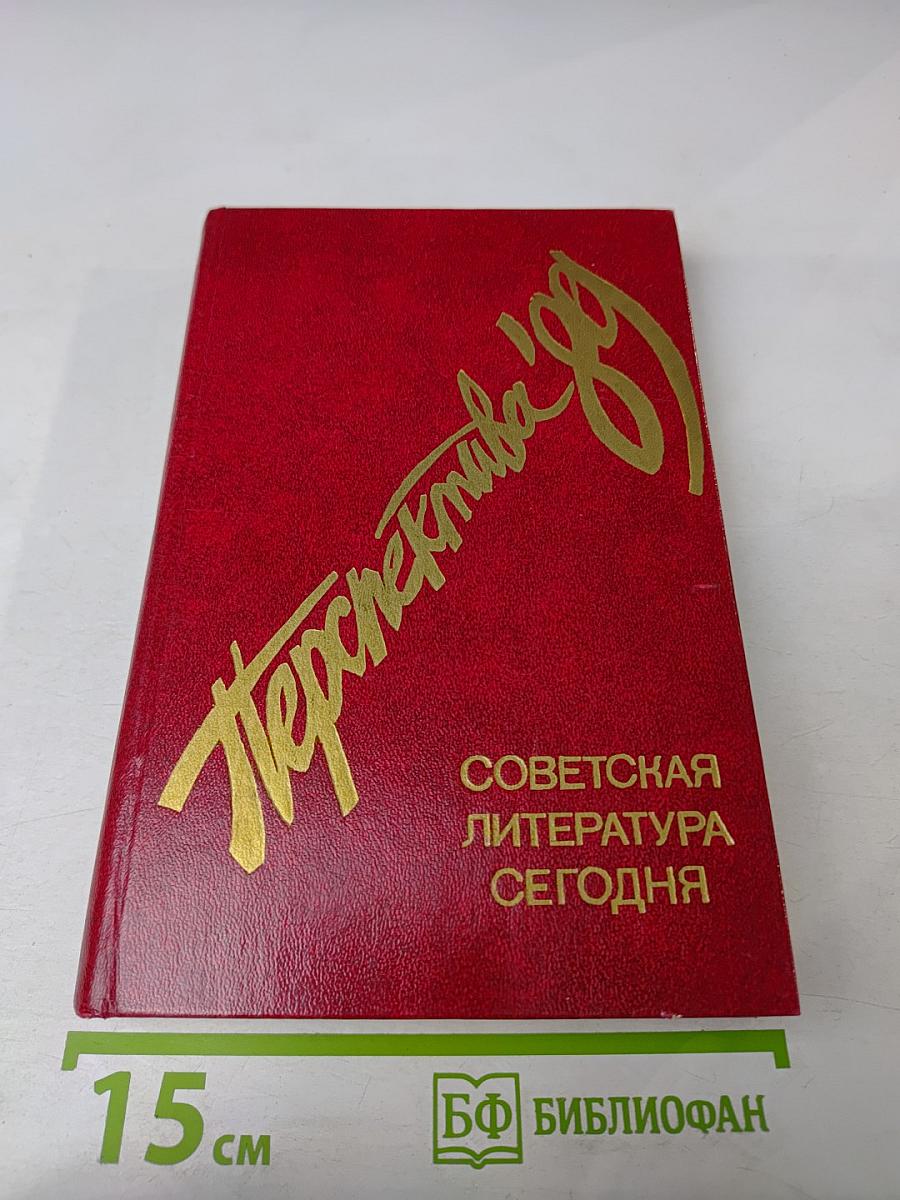 Перспектива'89
СОВЕТСКАЯ
ЛИТЕРАТУРА
СЕГОДНЯ
15 см
БФ БИБЛИОФАН